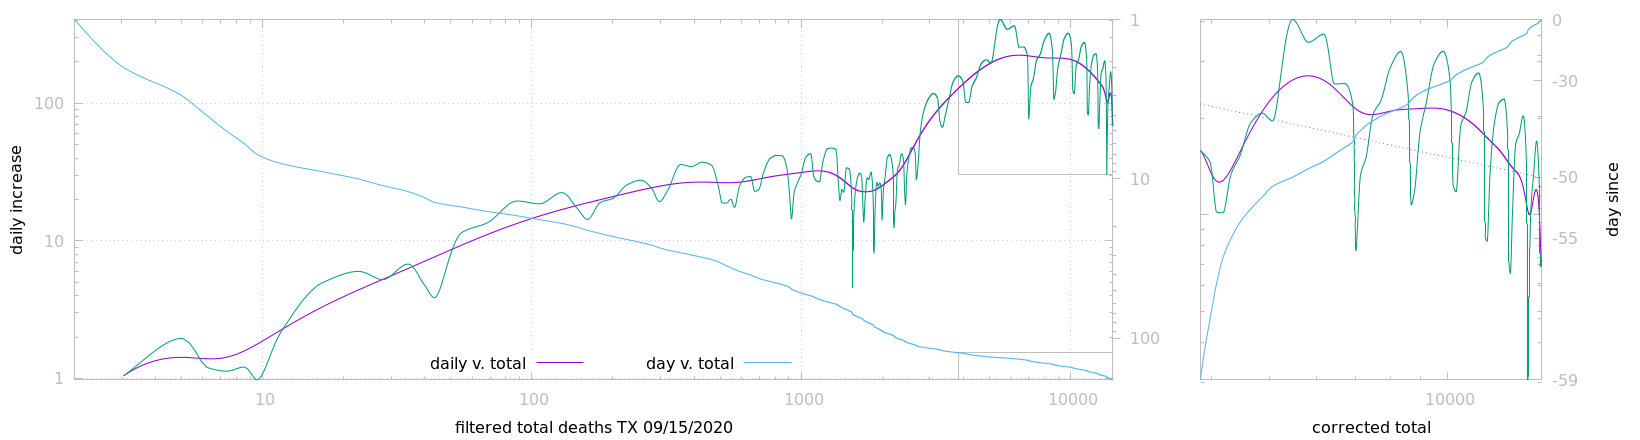 daily increase
100
10
1
10
100
1000
10000
1
10
100
daily v. total
day v. total
filtered total deaths TX 09/15/2020
10000
0
-30
-50
-55
-59
day since
corrected total